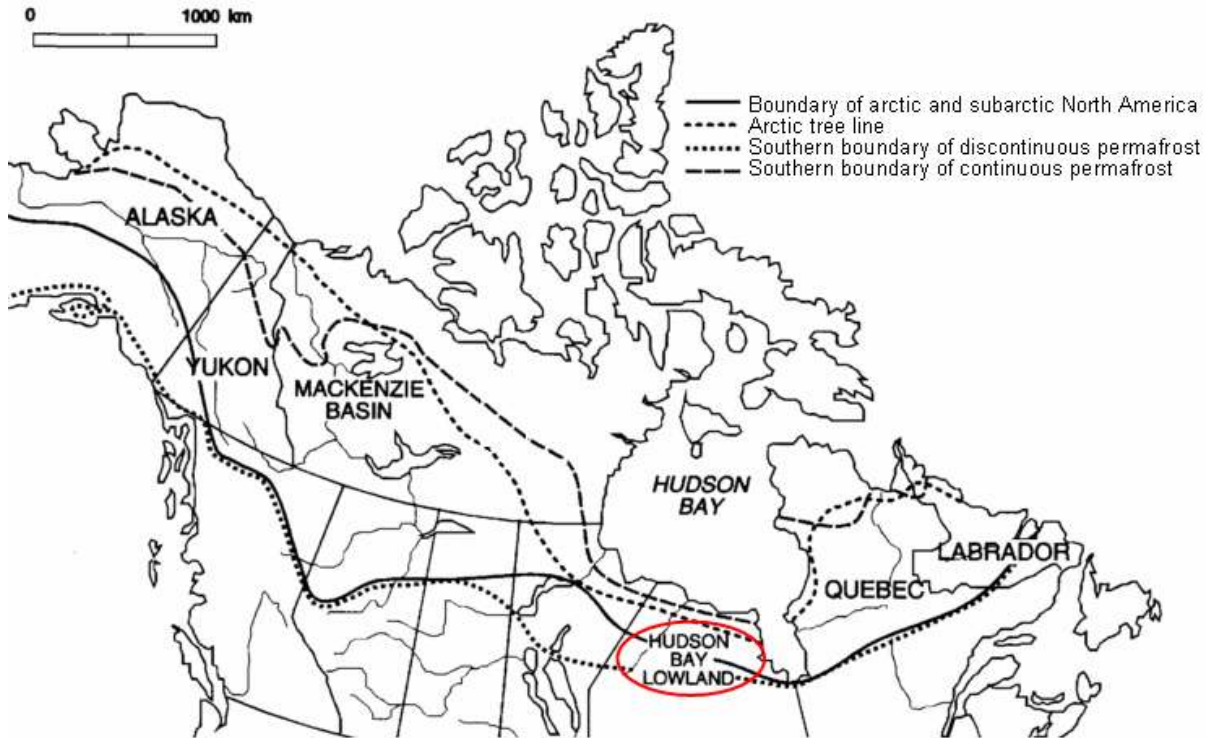 0 1000 km
Boundary of arctic and subarctic North America
Arctic tree line
Southern boundary of discontinuous permafrost
Southern boundary of continuous permafrost
ALASKA
YUKON
MACKENZIE
BASIN
HUDSON
BAY
LABRADOR
QUEBEC
HUDSON
BAY
LOWLAND